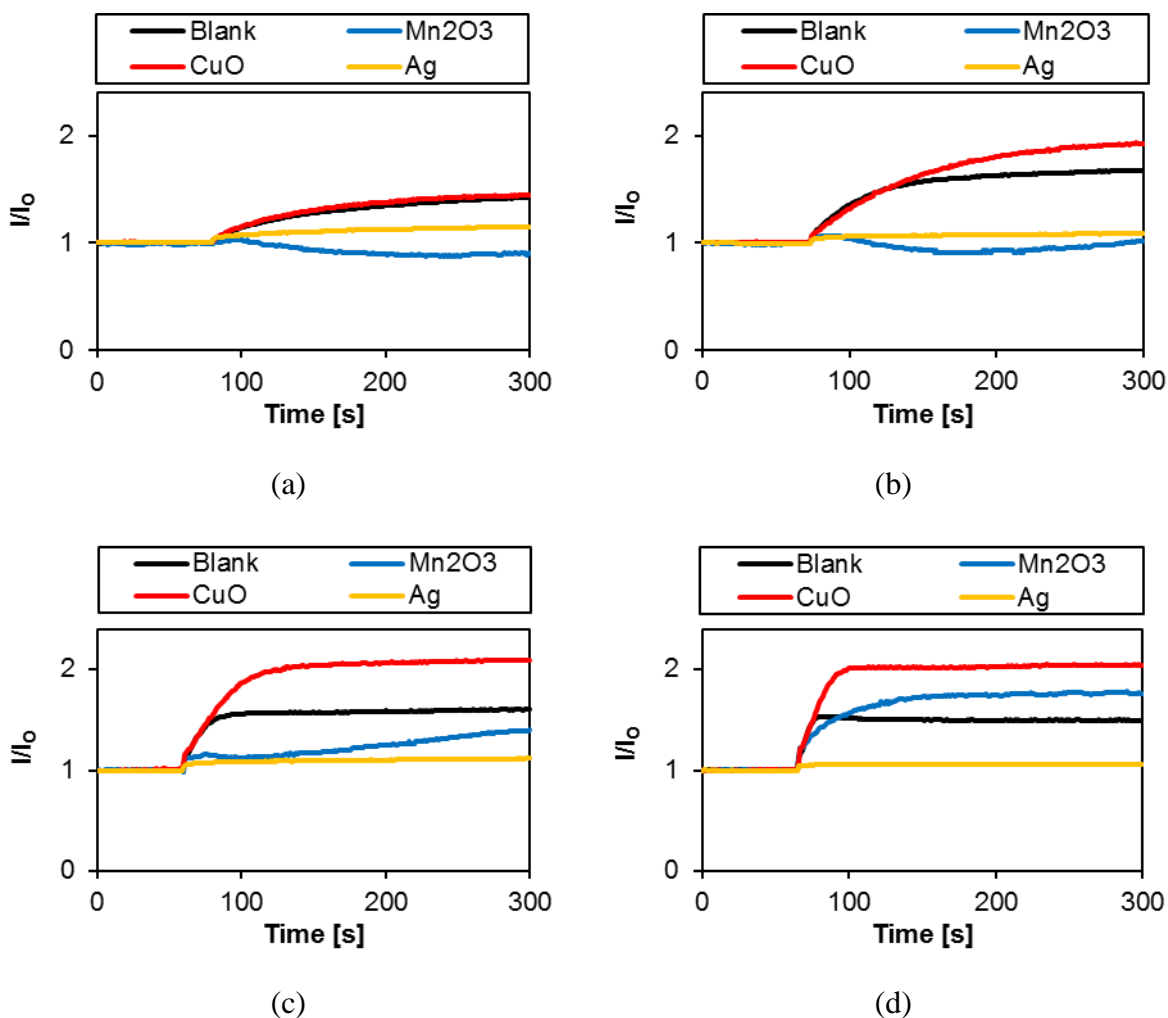 Blank Mn2O3
CuO Ag
2
1
0
I/IO
0 100 200 300
Time [s]
(a)
Blank Mn2O3
CuO Ag
2
1
0
I/IO
0 100 200 300
Time [s]
(b)
Blank Mn2O3
CuO Ag
2
1
0
I/IO
0 100 200 300
Time [s]
(c)
Blank Mn2O3
CuO Ag
2
1
0
I/IO
0 100 200 300
Time [s]
(d)